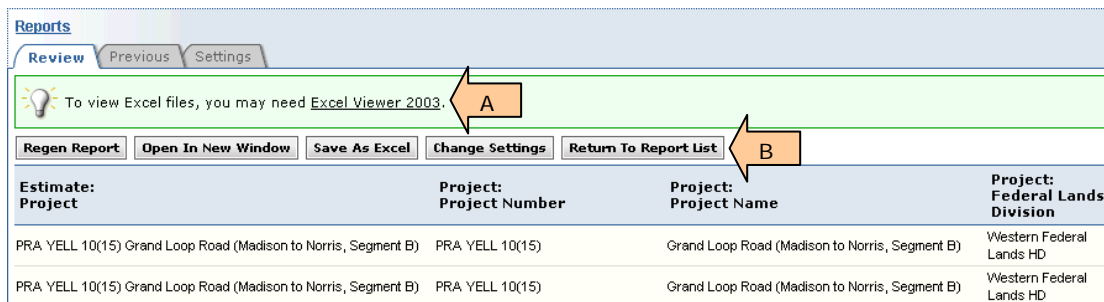 Reports
Review Previous Settings
To view Excel files, you may need Excel Viewer 2003. A
Regen Report Open In New Window Save As Excel Change Settings Return To Report List B
Estimate: Project: Project: Project:
Project Project Number Project Name Federal Lands
Division
PRA YELL 10(15) Grand Loop Road (Madison to Norris, Segment B) PRA YELL 10(15) Grand Loop Road (Madison to Norris, Segment B) Western Federal
Lands HD
PRA YELL 10(15) Grand Loop Road (Madison to Norris, Segment B) PRA YELL 10(15) Grand Loop Road (Madison to Norris, Segment B) Western Federal
Lands HD